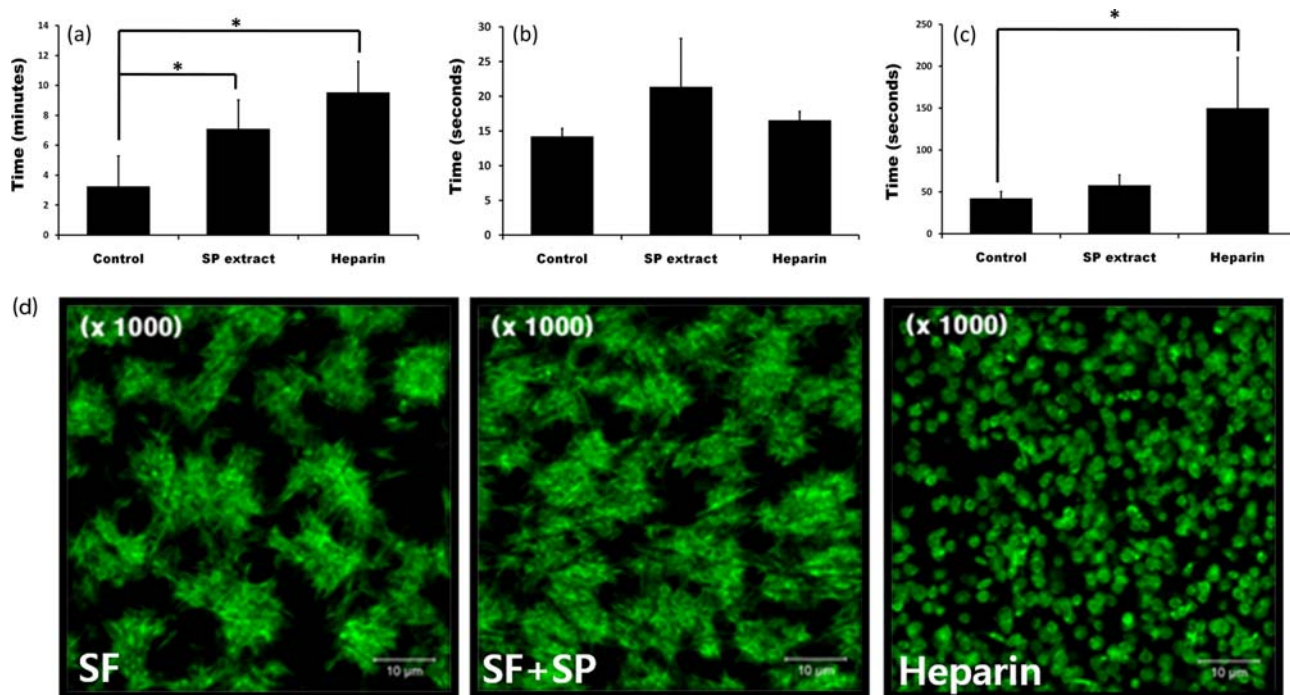 (a)
Time (minutes)
14
12
10
8
6
4
2
0
*
*
Control SP extract Heparin
(b)
Time (seconds)
30
25
20
15
10
5
0
Control SP extract Heparin
(c)
Time (seconds)
250
200
150
100
50
0
*
Control SP extract Heparin
(d)
(x 1000)
SF
10 µm
(x 1000)
SF+SP
10 µm
(x 1000)
Heparin
10 µm